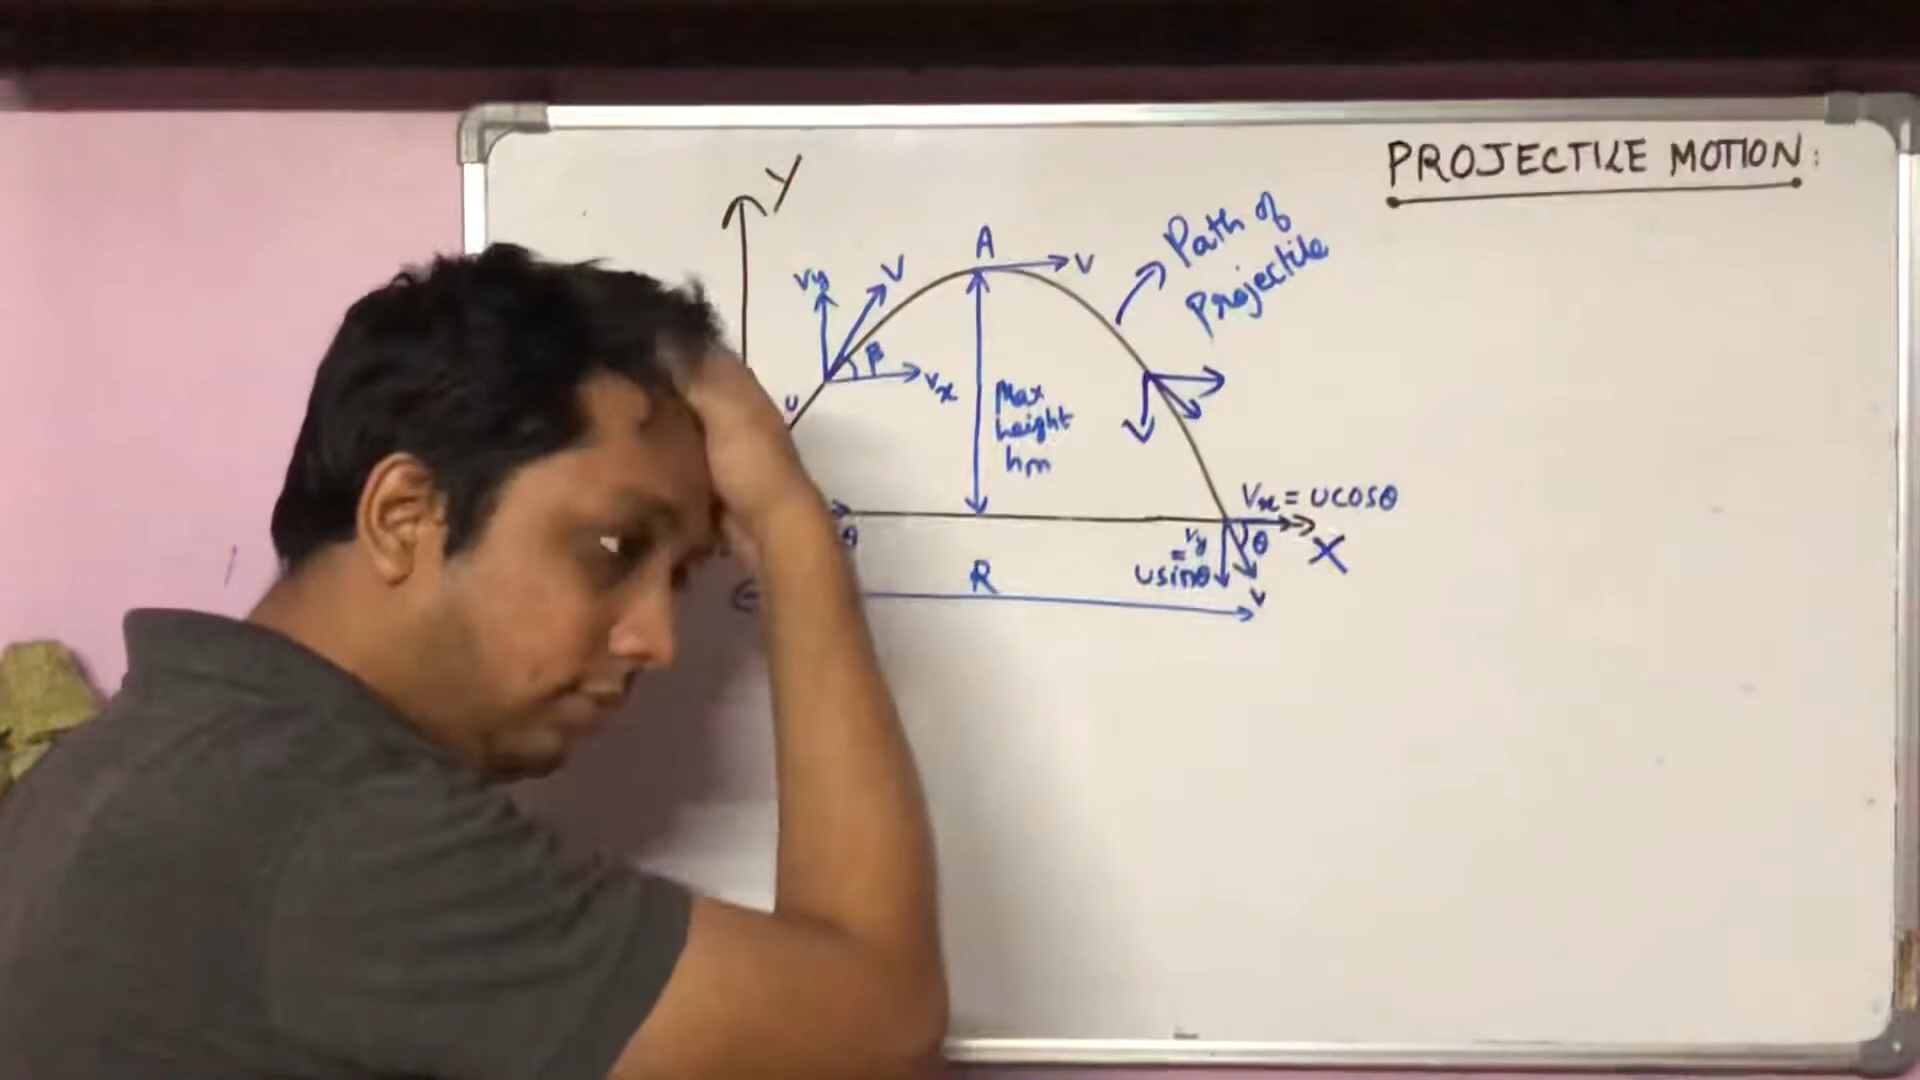 PROJECTILE MOTION:
Y
A
V
Path of
Projectile
vy
V
β
vx
u
Max
height
hm
Vx = ucosθ
θ
vy
=
usinθ
θ
X
R
v